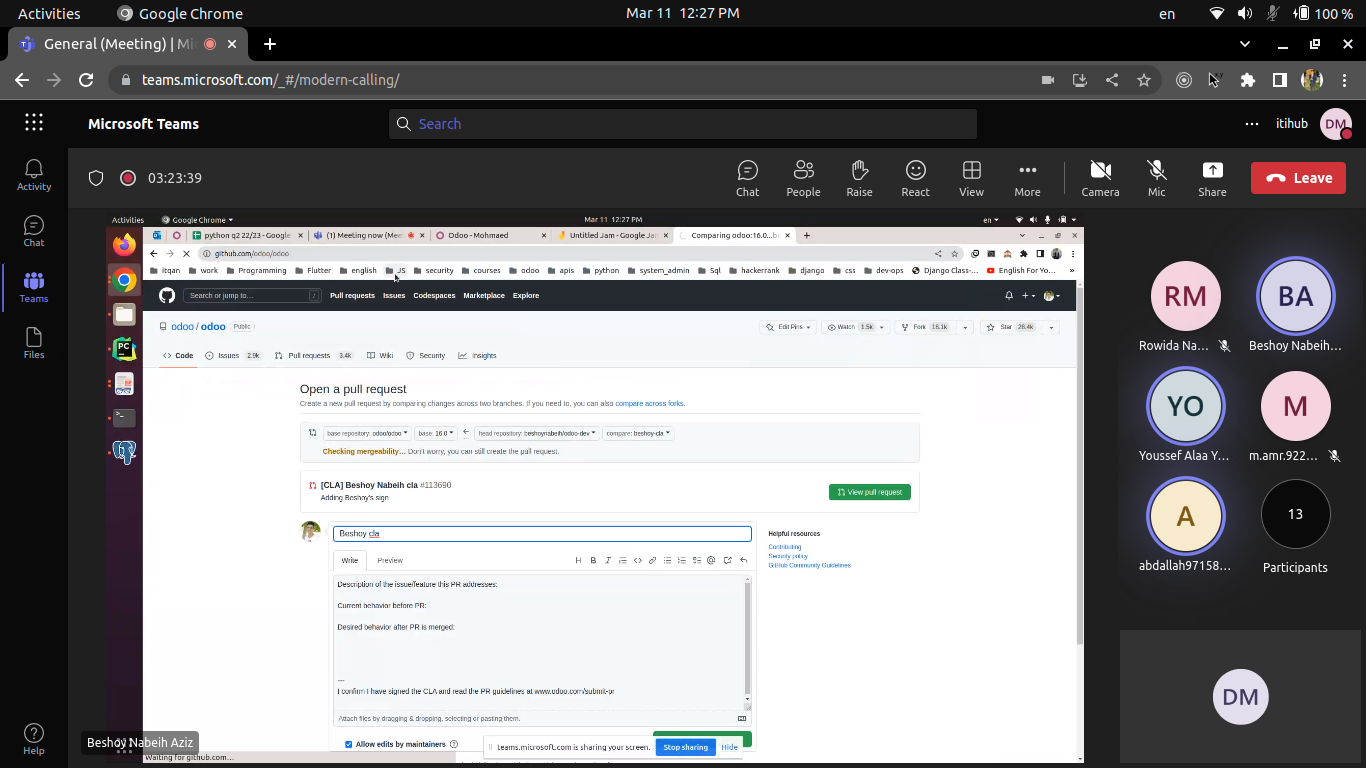 Activities Google Chrome Mar 11 12:27 PM en 100 %
General (Meeting) | Mi
teams.microsoft.com/_#/modern-calling/
Microsoft Teams Search itihub DM
Activity
Chat
Teams
Files
Help
03:23:39 Chat People Raise React View More Camera Mic Share Leave
Activities Google Chrome Mar 11 12:27 PM en
python q2 22/23 - Google (1) Meeting now (Meet Odoo - Mohmaed Untitled Jam - Google Ja Comparing odoo:16.0...b
github.com/odoo/odoo
itqan work Programming Flutter english JS security courses odoo apis python system_admin Sql hackerrank django css dev-ops Django Class-... English For Yo... »
Search or jump to... / Pull requests Issues Codespaces Marketplace Explore
odoo / odoo Public Edit Pins Watch 1.5k Fork 18.1k Star 26.4k
Code Issues 2.9k Pull requests 3.4k Wiki Security Insights
Open a pull request
Create a new pull request by comparing changes across two branches. If you need to, you can also compare across forks.
base repository: odoo/odoo base: 16.0 head repository: beshoynabeih/odoo-dev compare: beshoy-cla
Checking mergeability... Don't worry, you can still create the pull request.
[CLA] Beshoy Nabeih cla #113690
Adding Beshoy's sign
View pull request
Beshoy cla
Helpful resources
Contributing
Security policy
GitHub Community Guidelines
Write Preview
Description of the issue/feature this PR addresses:
Current behavior before PR:
Desired behavior after PR is merged:
---
I confirm I have signed the CLA and read the PR guidelines at www.odoo.com/submit-pr
Attach files by dragging & dropping, selecting or pasting them.
Allow edits by maintainers
teams.microsoft.com is sharing your screen. Stop sharing Hide
Waiting for github.com...
Beshoy Nabeih Aziz
RM BA
Rowida Na... Beshoy Nabeih...
YO M
Youssef Alaa Y... m.amr.922...
A 13
abdallah97158... Participants
DM